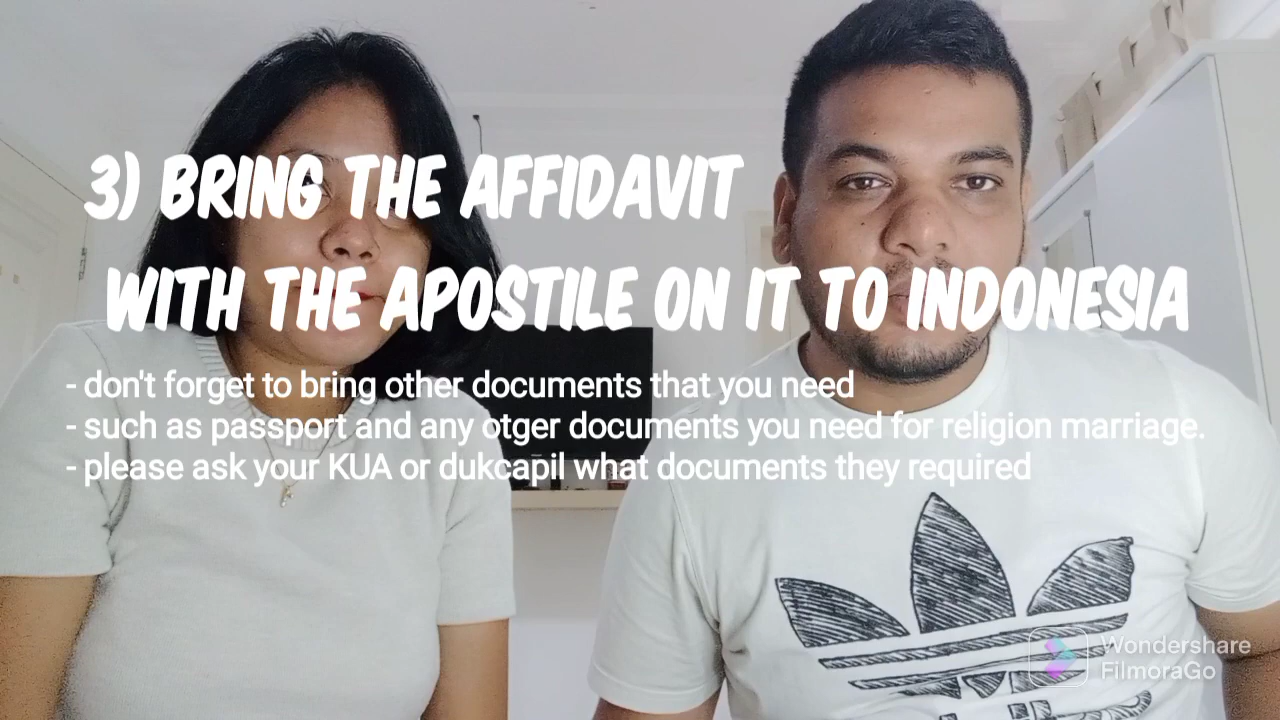 3) BRING THE AFFIDAVIT
WITH THE APOSTILE ON IT TO INDONESIA
- don't forget to bring other documents that you need
- such as passport and any otger documents you need for religion marriage.
- please ask your KUA or dukcapil what documents they required
Wondershare
FilmoraGo